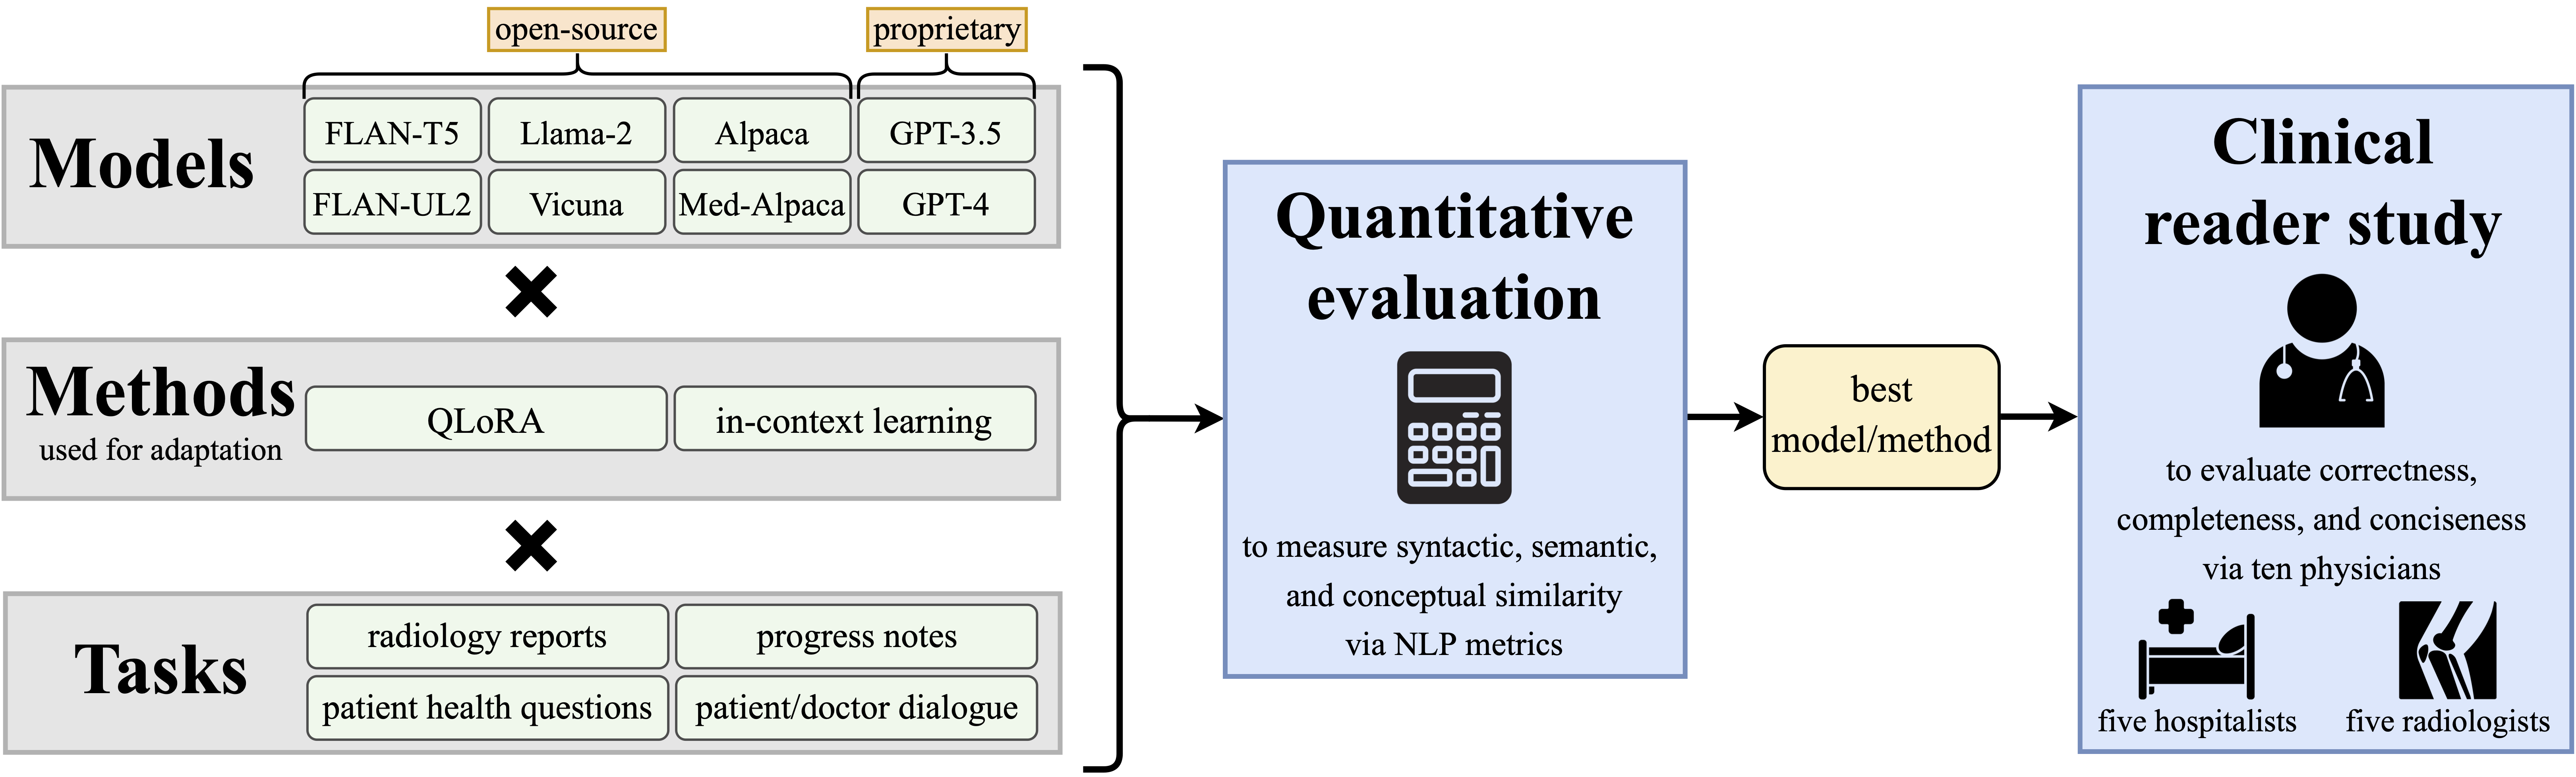 open-source
proprietary
Models
FLAN-T5
Llama-2
Alpaca
GPT-3.5
FLAN-UL2
Vicuna
Med-Alpaca
GPT-4
Methods
used for adaptation
QLoRA
in-context learning
Tasks
radiology reports
progress notes
patient health questions
patient/doctor dialogue
Quantitative
evaluation
to measure syntactic, semantic,
and conceptual similarity
via NLP metrics
best
model/method
Clinical
reader study
to evaluate correctness,
completeness, and conciseness
via ten physicians
five hospitalists
five radiologists